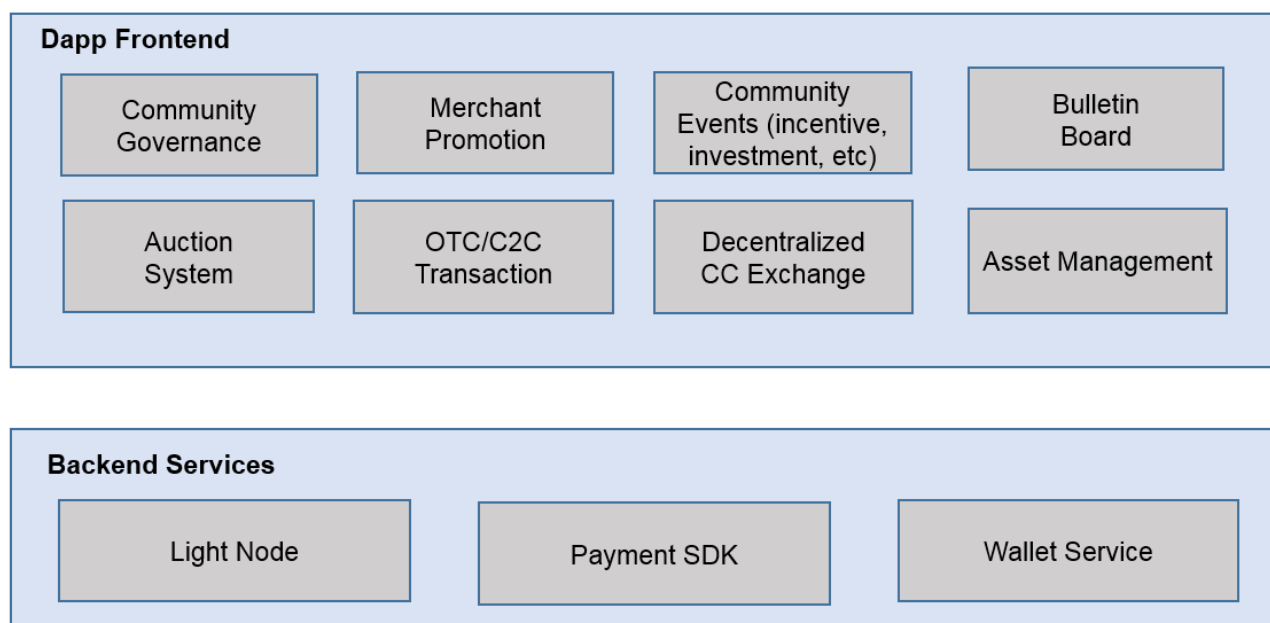 Dapp Frontend
Community
Governance
Merchant
Promotion
Community
Events (incentive,
investment, etc)
Bulletin
Board
Auction
System
OTC/C2C
Transaction
Decentralized
CC Exchange
Asset Management
Backend Services
Light Node
Payment SDK
Wallet Service